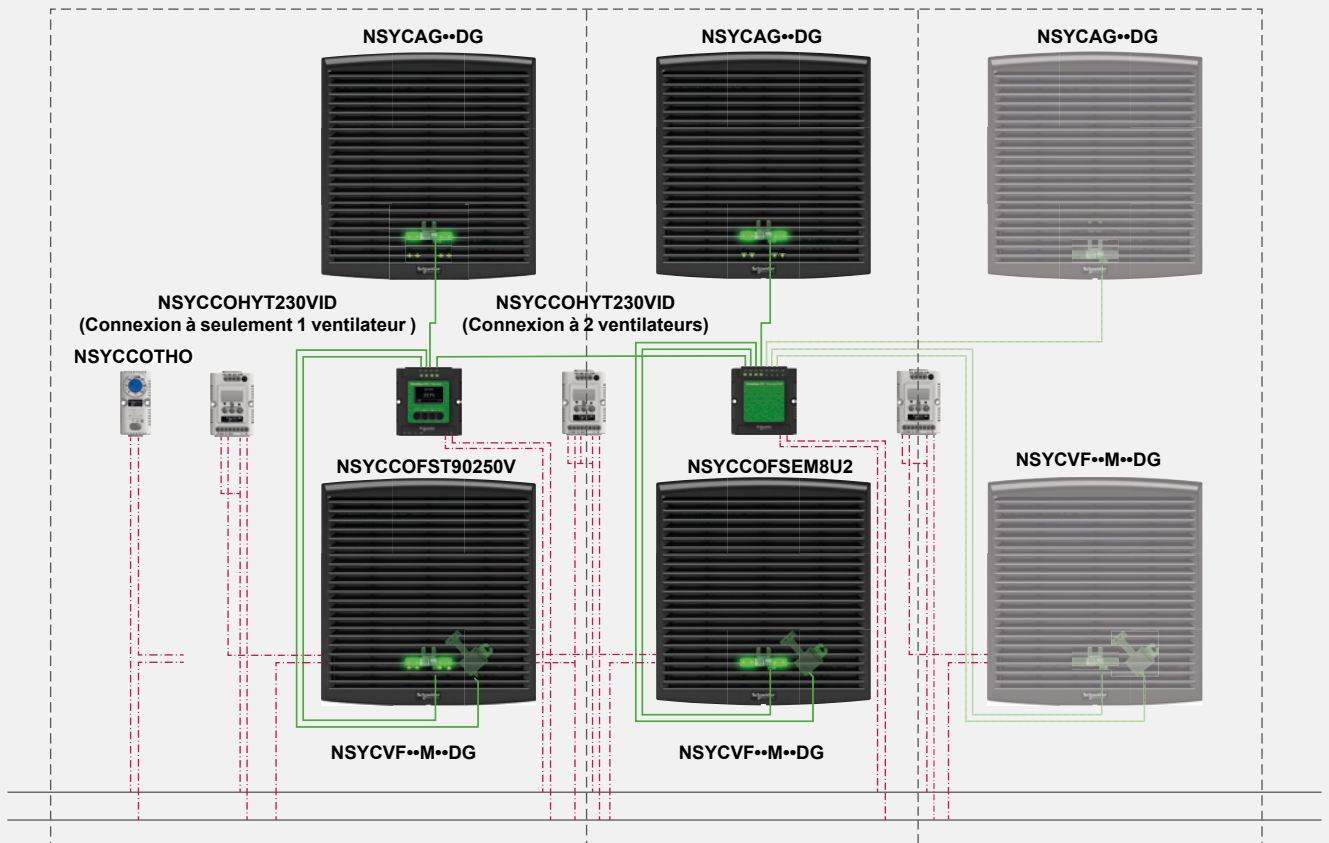 NSYCAG••DG
NSYCAG••DG
NSYCAG••DG
NSYCCOHYT230VID
(Connexion à seulement 1 ventilateur )
NSYCCOHYT230VID
(Connexion à 2 ventilateurs)
NSYCCOTHO
NSYCCOFST90250V
NSYCCOFSEM8U2
NSYCVF••M••DG
NSYCVF••M••DG
NSYCVF••M••DG